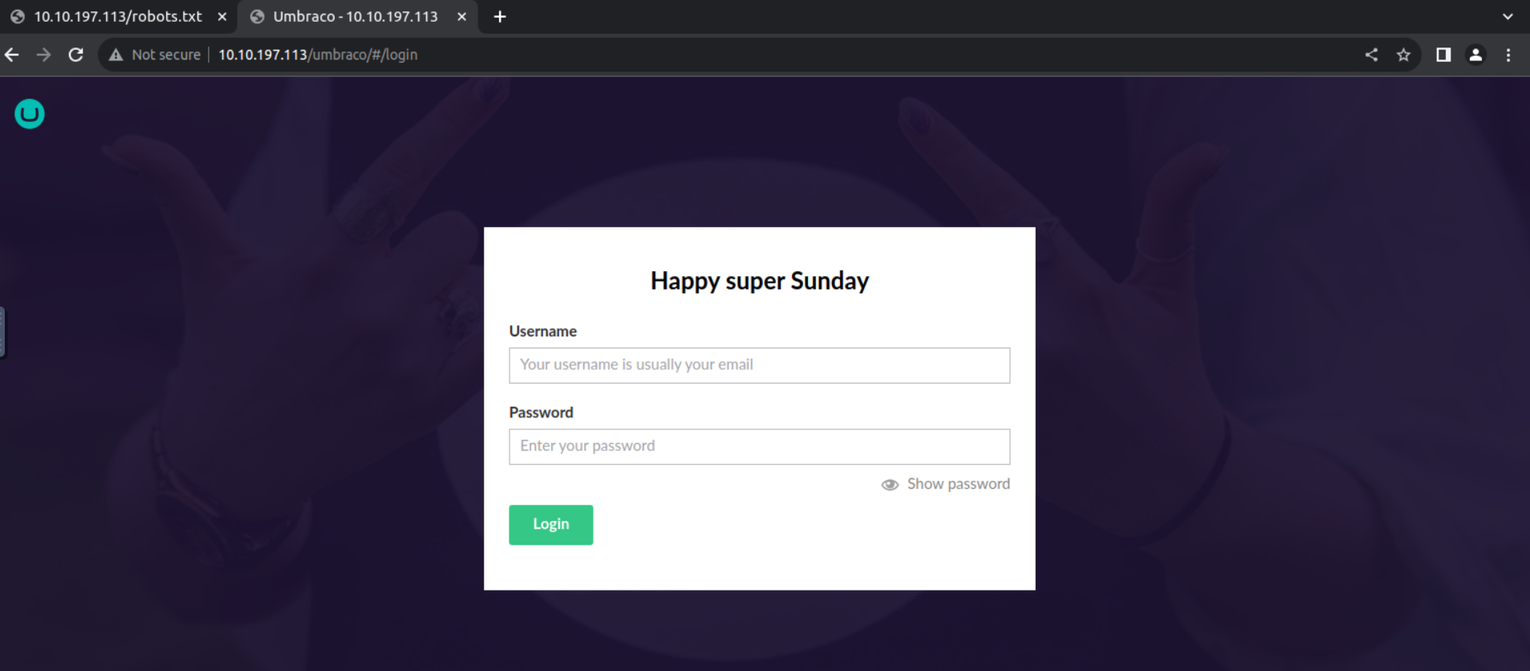 10.10.197.113/robots.txt
Umbraco - 10.10.197.113
Not secure
10.10.197.113/umbraco/#/login
Happy super Sunday
Username
Your username is usually your email
Password
Enter your password
Show password
Login